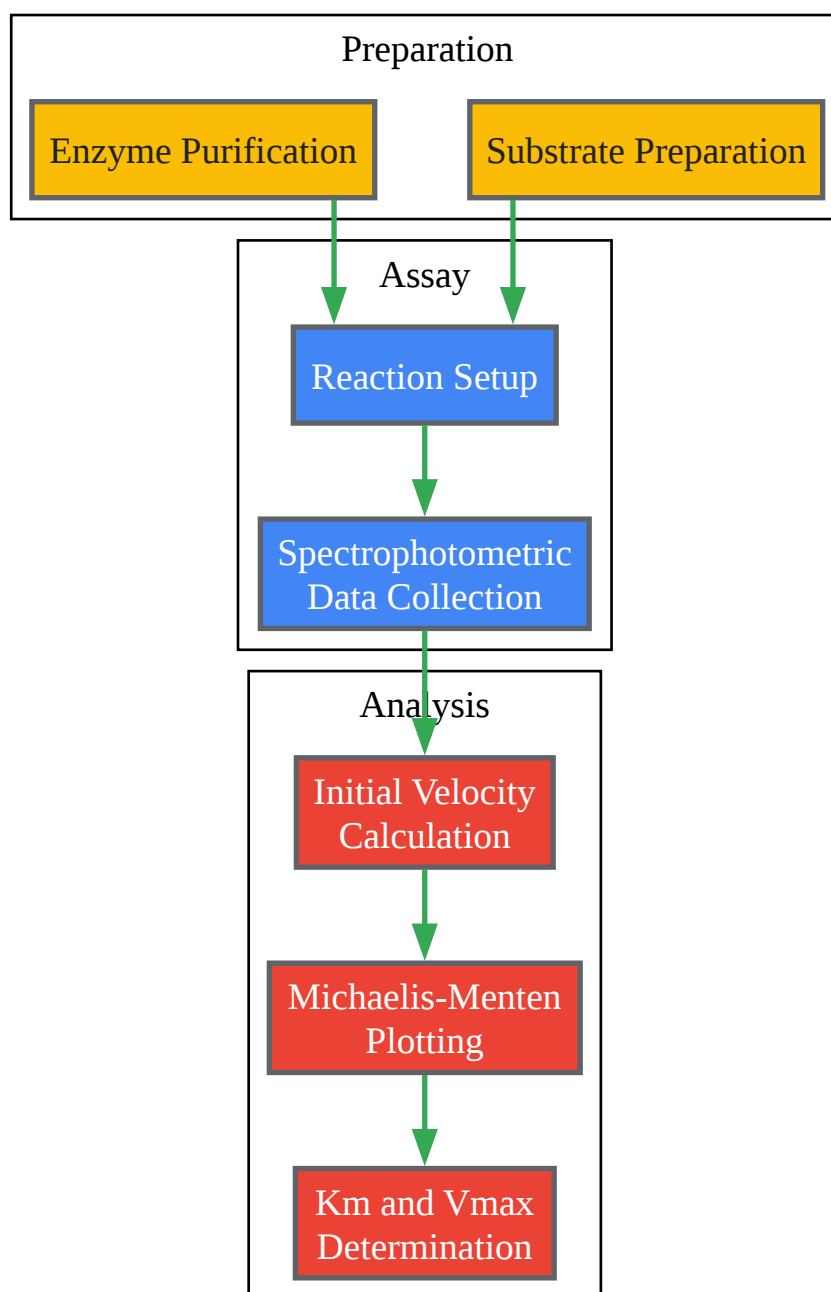 Preparation
Enzyme Purification
Substrate Preparation
Assay
Reaction Setup
Spectrophotometric
Data Collection
Analysis
Initial Velocity
Calculation
Michaelis-Menten
Plotting
Km and Vmax
Determination